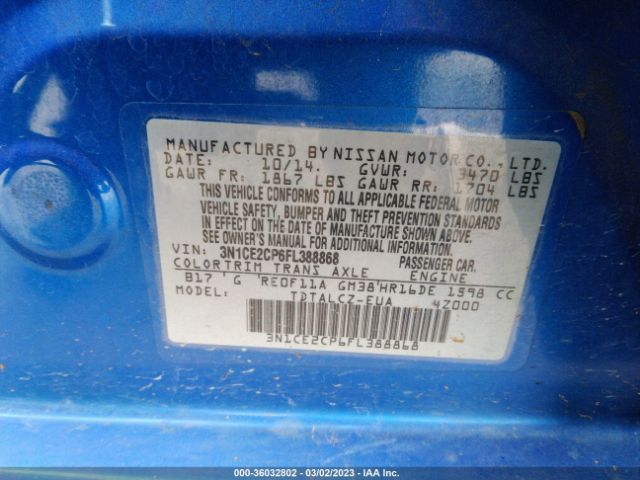 MANUFACTURED BY NISSAN MOTOR CO., LTD.
DATE: 10/14. GVWR: 3470 LBS
GAWR FR: 1867 LBS GAWR RR: 1704 LBS
THIS VEHICLE CONFORMS TO ALL APPLICABLE FEDERAL MOTOR
VEHICLE SAFETY, BUMPER AND THEFT PREVENTION STANDARDS
IN EFFECT ON THE DATE OF MANUFACTURE SHOWN ABOVE.
SEE OWNER'S MANUAL FOR ADDITIONAL INFORMATION.
VIN: 3N1CE2CP6FL388868 PASSENGER CAR.
COLOR TRIM TRANS AXLE ENGINE
B17 G RE0F11A GM38 HR16DE 1598 CC
MODEL: TDTALCZ-EUA 4Z000
3N1CE2CP6FL388868
000-36032802 - 03/02/2023 - IAA Inc.